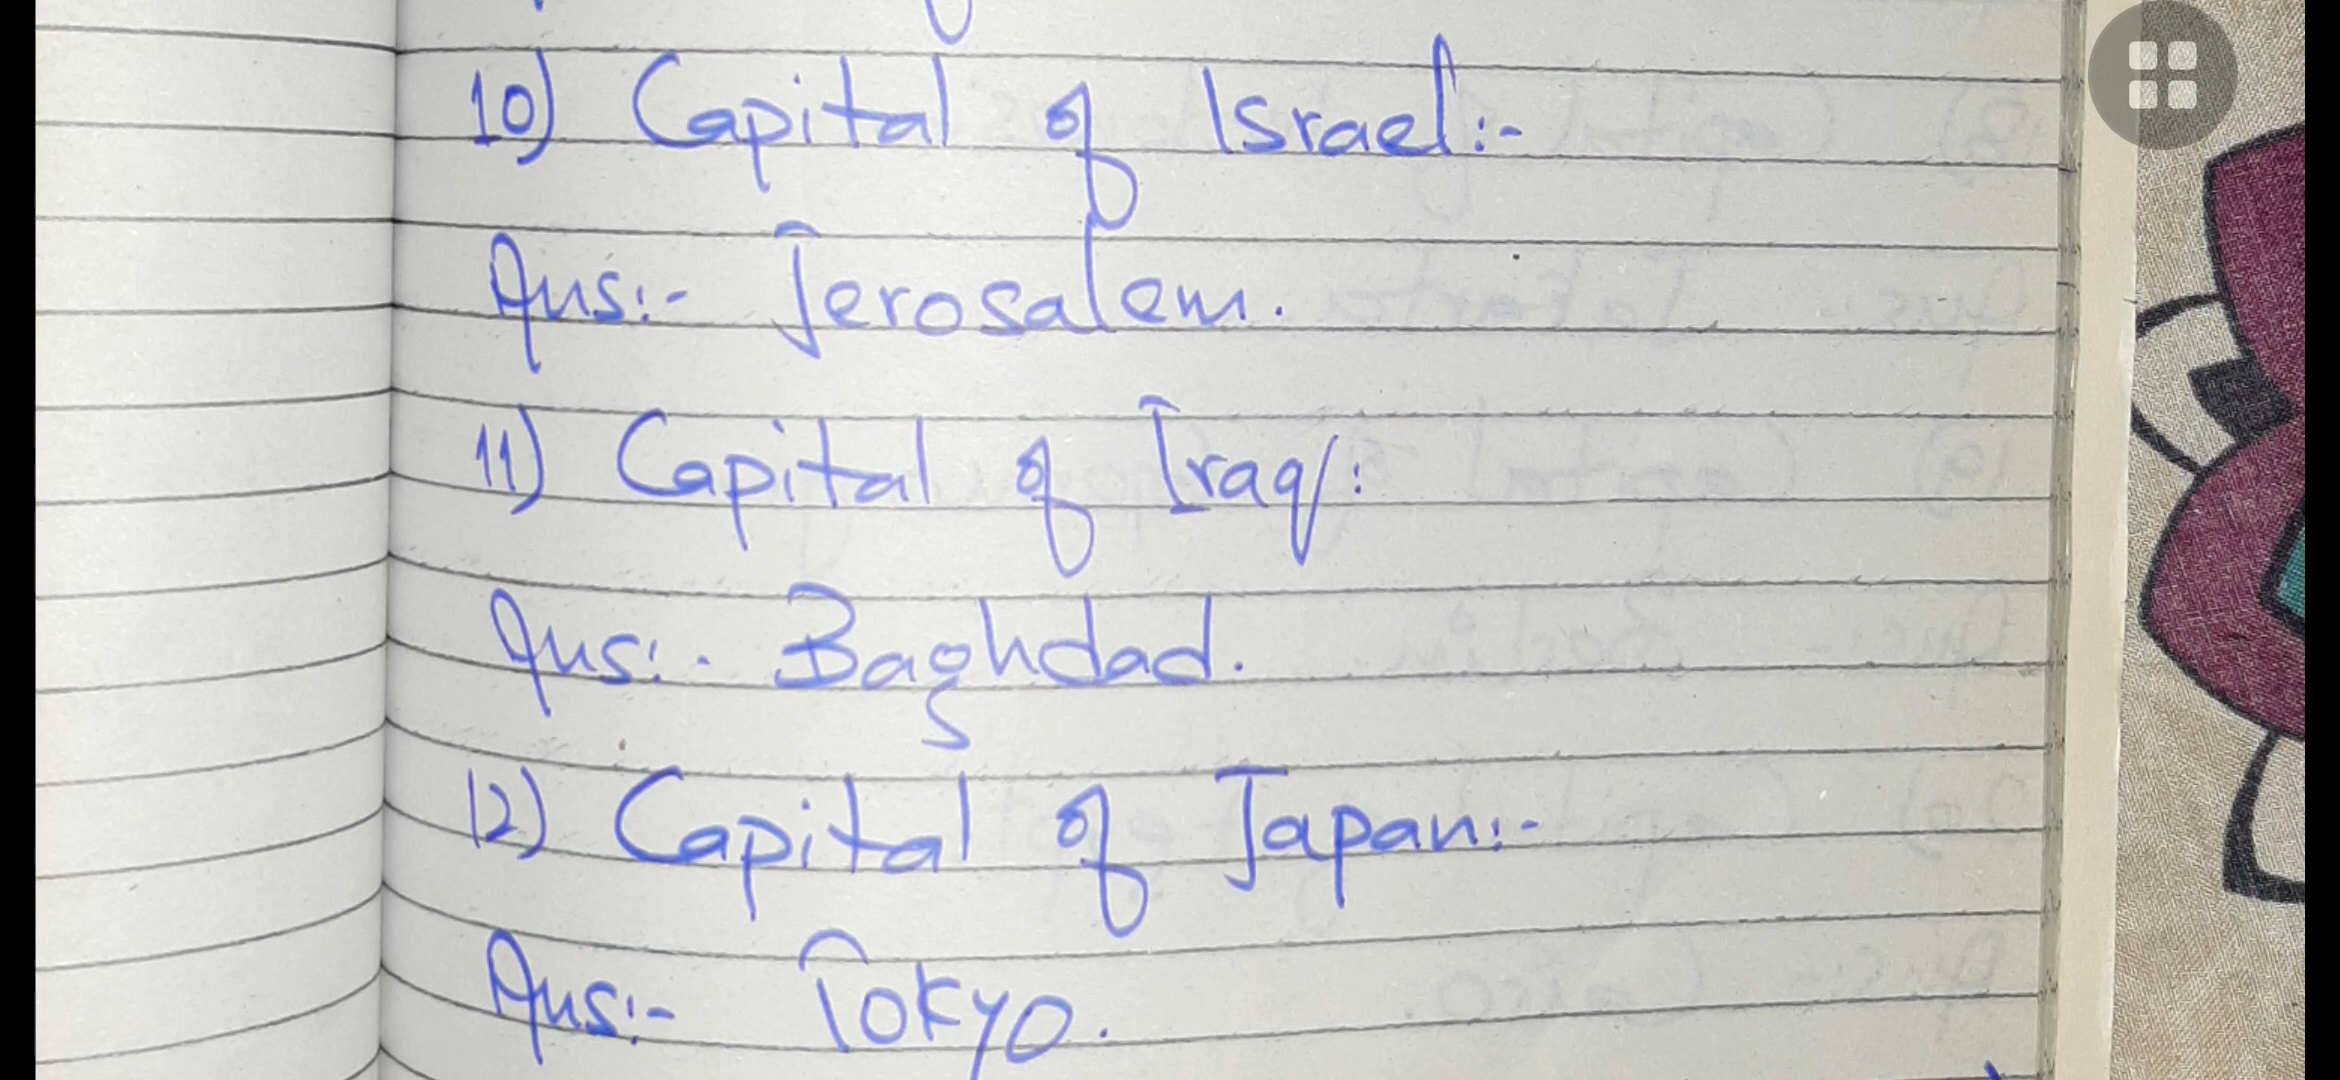 10) Capital of Israel:-
Ans:- Jerosalem.
11) Capital of Iraq:
Ans:- Baghdad.
12) Capital of Japan:-
Ans:- Tokyo.